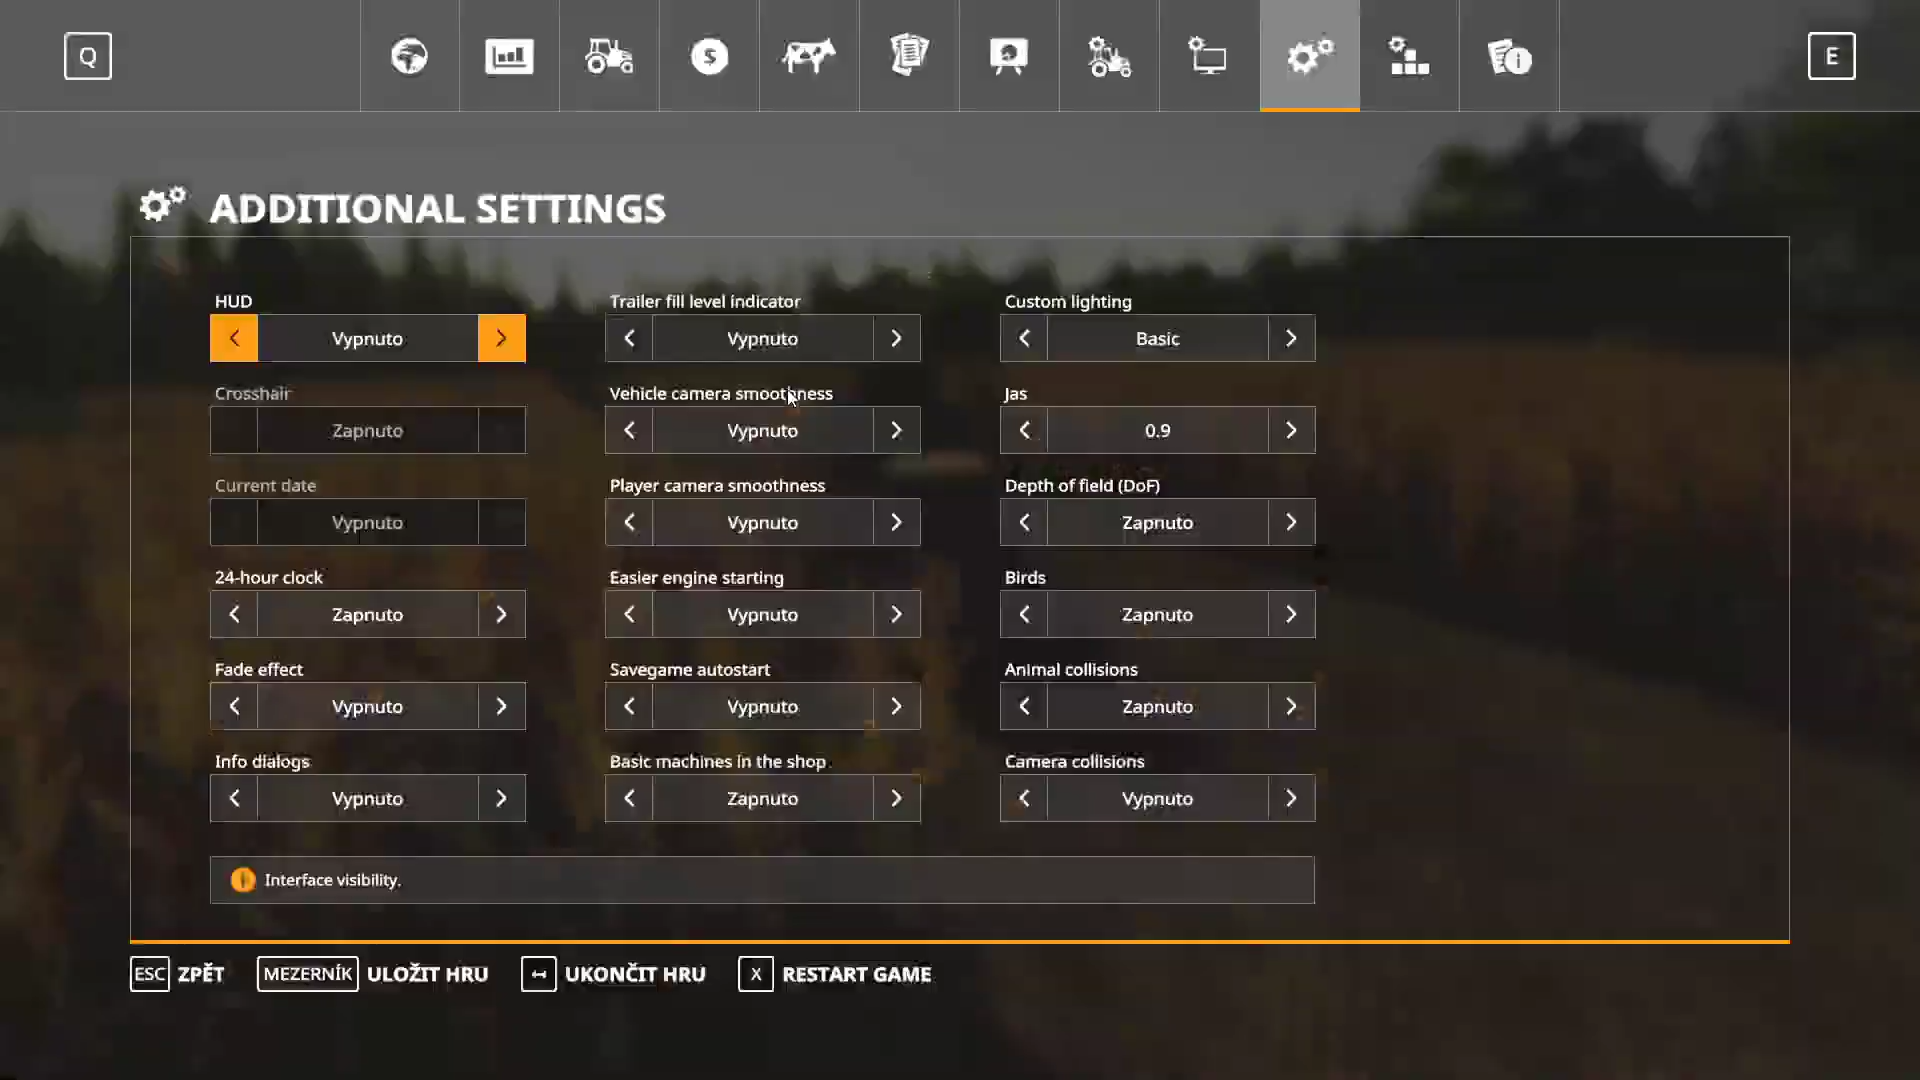 Q
E
ADDITIONAL SETTINGS
HUD
Vypnuto
Crosshair
Zapnuto
Current date
Vypnuto
24-hour clock
Zapnuto
Fade effect
Vypnuto
Info dialogs
Vypnuto
Trailer fill level indicator
Vypnuto
Vehicle camera smoothness
Vypnuto
Player camera smoothness
Vypnuto
Easier engine starting
Vypnuto
Savegame autostart
Vypnuto
Basic machines in the shop
Zapnuto
Custom lighting
Basic
Jas
0.9
Depth of field (DoF)
Zapnuto
Birds
Zapnuto
Animal collisions
Zapnuto
Camera collisions
Vypnuto
Interface visibility.
ESC ZPĚT MEZERNÍK ULOŽIT HRU UKONČIT HRU X RESTART GAME